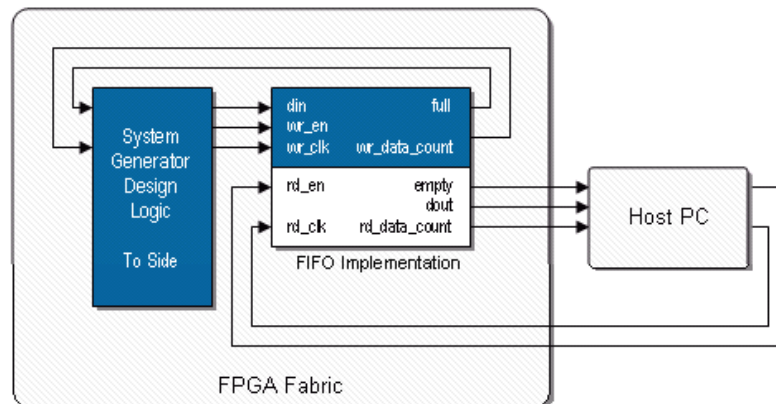 System
Generator
Design
Logic
To Side
din full
wr_en
wr_clk wr_data_count
rd_en empty
dout
rd_clk rd_data_count
FIFO Implementation
Host PC
FPGA Fabric